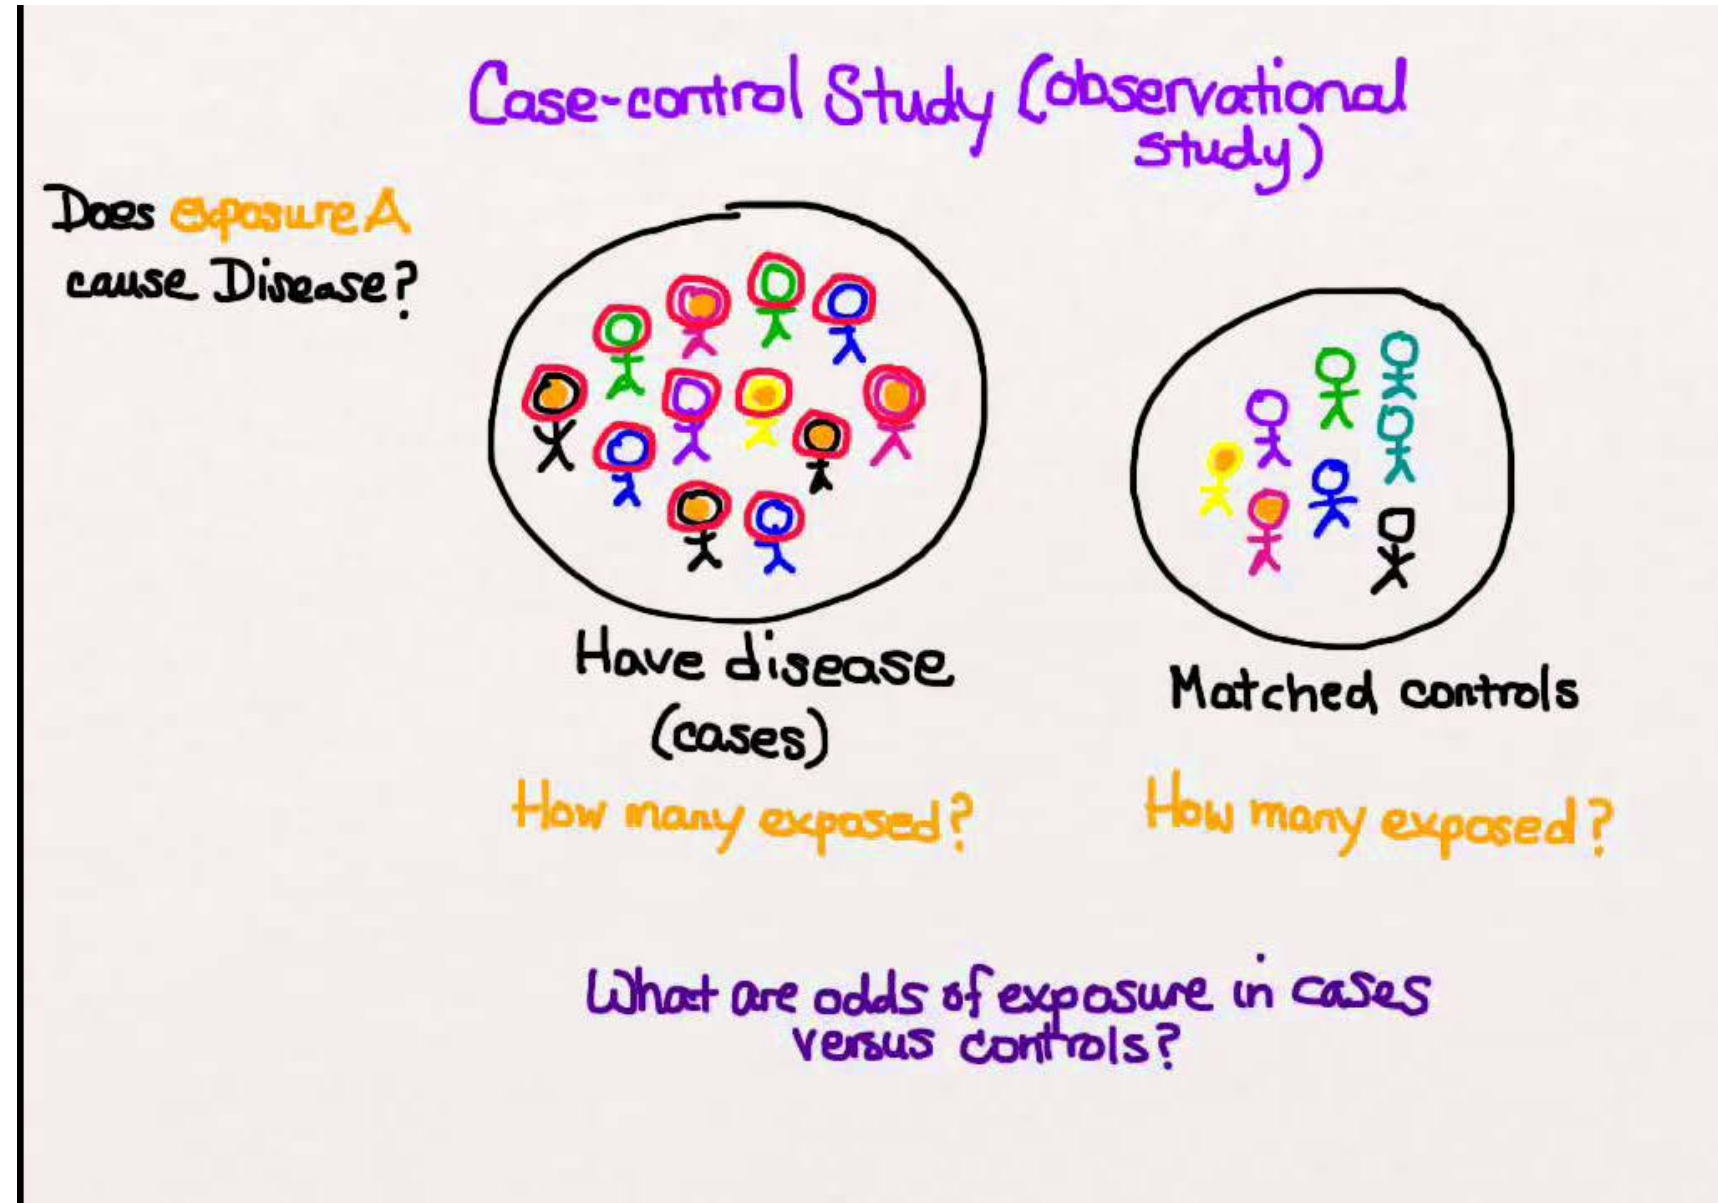 Case-control Study (observational
study)
Does exposure A
cause Disease?
Have disease
(cases)
How many exposed?
Matched controls
How many exposed?
What are odds of exposure in cases
versus controls?